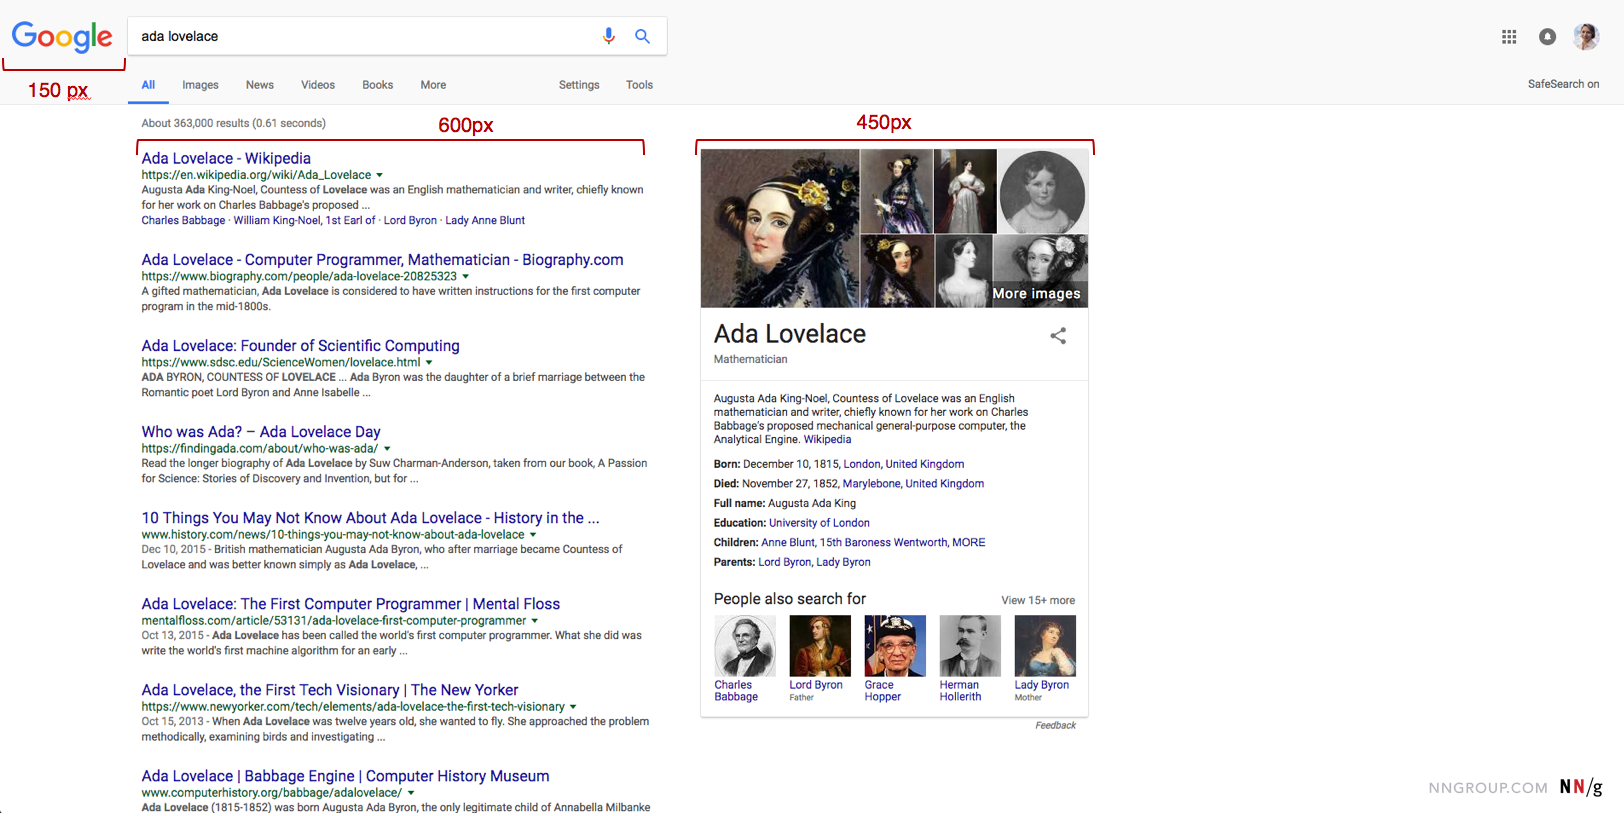 Google
ada lovelace
150 px
All Images News Videos Books More Settings Tools
SafeSearch on
About 363,000 results (0.61 seconds)
600px
450px
Ada Lovelace - Wikipedia
https://en.wikipedia.org/wiki/Ada_Lovelace
Augusta Ada King-Noel, Countess of Lovelace was an English mathematician and writer, chiefly known
for her work on Charles Babbage's proposed ...
Charles Babbage · William King-Noel, 1st Earl of · Lord Byron · Lady Anne Blunt
Ada Lovelace - Computer Programmer, Mathematician - Biography.com
https://www.biography.com/people/ada-lovelace-20825323
A gifted mathematician, Ada Lovelace is considered to have written instructions for the first computer
program in the mid-1800s.
Ada Lovelace: Founder of Scientific Computing
https://www.sdsc.edu/ScienceWomen/lovelace.html
ADA BYRON, COUNTESS OF LOVELACE ... Ada Byron was the daughter of a brief marriage between the
Romantic poet Lord Byron and Anne Isabelle ...
Who was Ada? – Ada Lovelace Day
https://findingada.com/about/who-was-ada/
Read the longer biography of Ada Lovelace by Suw Charman-Anderson, taken from our book, A Passion
for Science: Stories of Discovery and Invention, but for ...
10 Things You May Not Know About Ada Lovelace - History in the ...
www.history.com/news/10-things-you-may-not-know-about-ada-lovelace
Dec 10, 2015 - British mathematician Augusta Ada Byron, who after marriage became Countess of
Lovelace and was better known simply as Ada Lovelace, ...
Ada Lovelace: The First Computer Programmer | Mental Floss
mentalfloss.com/article/53131/ada-lovelace-first-computer-programmer
Oct 13, 2015 - Ada Lovelace has been called the world's first computer programmer. What she did was
write the world's first machine algorithm for an early ...
Ada Lovelace, the First Tech Visionary | The New Yorker
https://www.newyorker.com/tech/elements/ada-lovelace-the-first-tech-visionary
Oct 15, 2013 - When Ada Lovelace was twelve years old, she wanted to fly. She approached the problem
methodically, examining birds and investigating ...
Ada Lovelace | Babbage Engine | Computer History Museum
www.computerhistory.org/babbage/adalovelace/
Ada Lovelace (1815-1852) was born Augusta Ada Byron, the only legitimate child of Annabella Milbanke
More images
Ada Lovelace
Mathematician
Augusta Ada King-Noel, Countess of Lovelace was an English
mathematician and writer, chiefly known for her work on Charles
Babbage's proposed mechanical general-purpose computer, the
Analytical Engine. Wikipedia
Born: December 10, 1815, London, United Kingdom
Died: November 27, 1852, Marylebone, United Kingdom
Full name: Augusta Ada King
Education: University of London
Children: Anne Blunt, 15th Baroness Wentworth, MORE
Parents: Lord Byron, Lady Byron
People also search for View 15+ more
Charles Babbage
Lord Byron
Father
Grace Hopper
Herman Hollerith
Lady Byron
Mother
Feedback
NNGROUP.COM NN/g